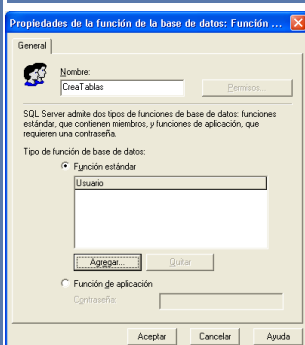 Propiedades de la función de la base de datos: Función ...
General
Nombre:
CreaTablas
Permisos...
SQL Server admite dos tipos de funciones de base de datos: funciones
estándar, que contienen miembros, y funciones de aplicación, que
requieren una contraseña.
Tipo de función de base de datos:
Función estándar
Usuario
Agregar...
Quitar
Función de aplicación
Contraseña:
Aceptar
Cancelar
Ayuda